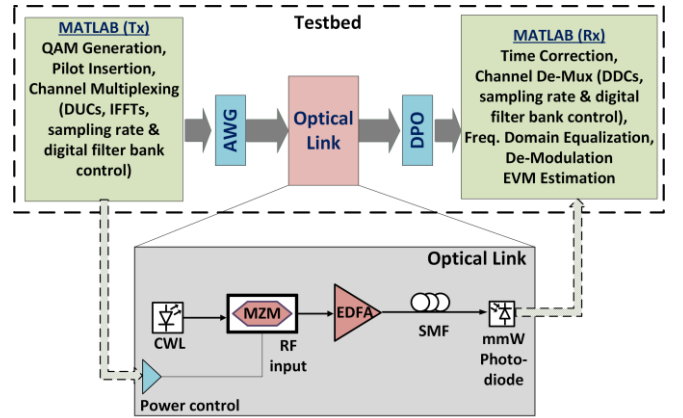 Testbed
MATLAB (Tx)
QAM Generation,
Pilot Insertion,
Channel Multiplexing
(DUCs, IFFTs,
sampling rate &
digital filter bank
control)
AWG
Optical
Link
DPO
MATLAB (Rx)
Time Correction,
Channel De-Mux (DDCs,
sampling rate & digital
filter bank control),
Freq. Domain Equalization,
De-Modulation
EVM Estimation
Optical Link
CWL
MZM
RF
input
EDFA
SMF
mmW
Photo-
diode
Power control